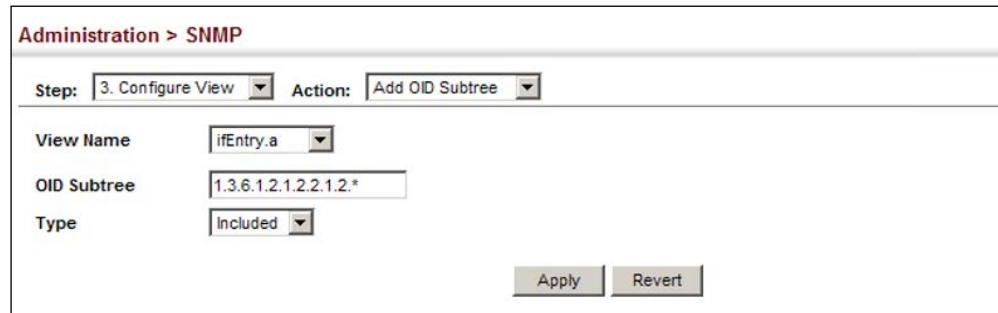 Administration > SNMP
Step: 3. Configure View Action: Add OID Subtree
View Name ifEntry.a
OID Subtree 1.3.6.1.2.1.2.2.1.2.*
Type Included
Apply Revert